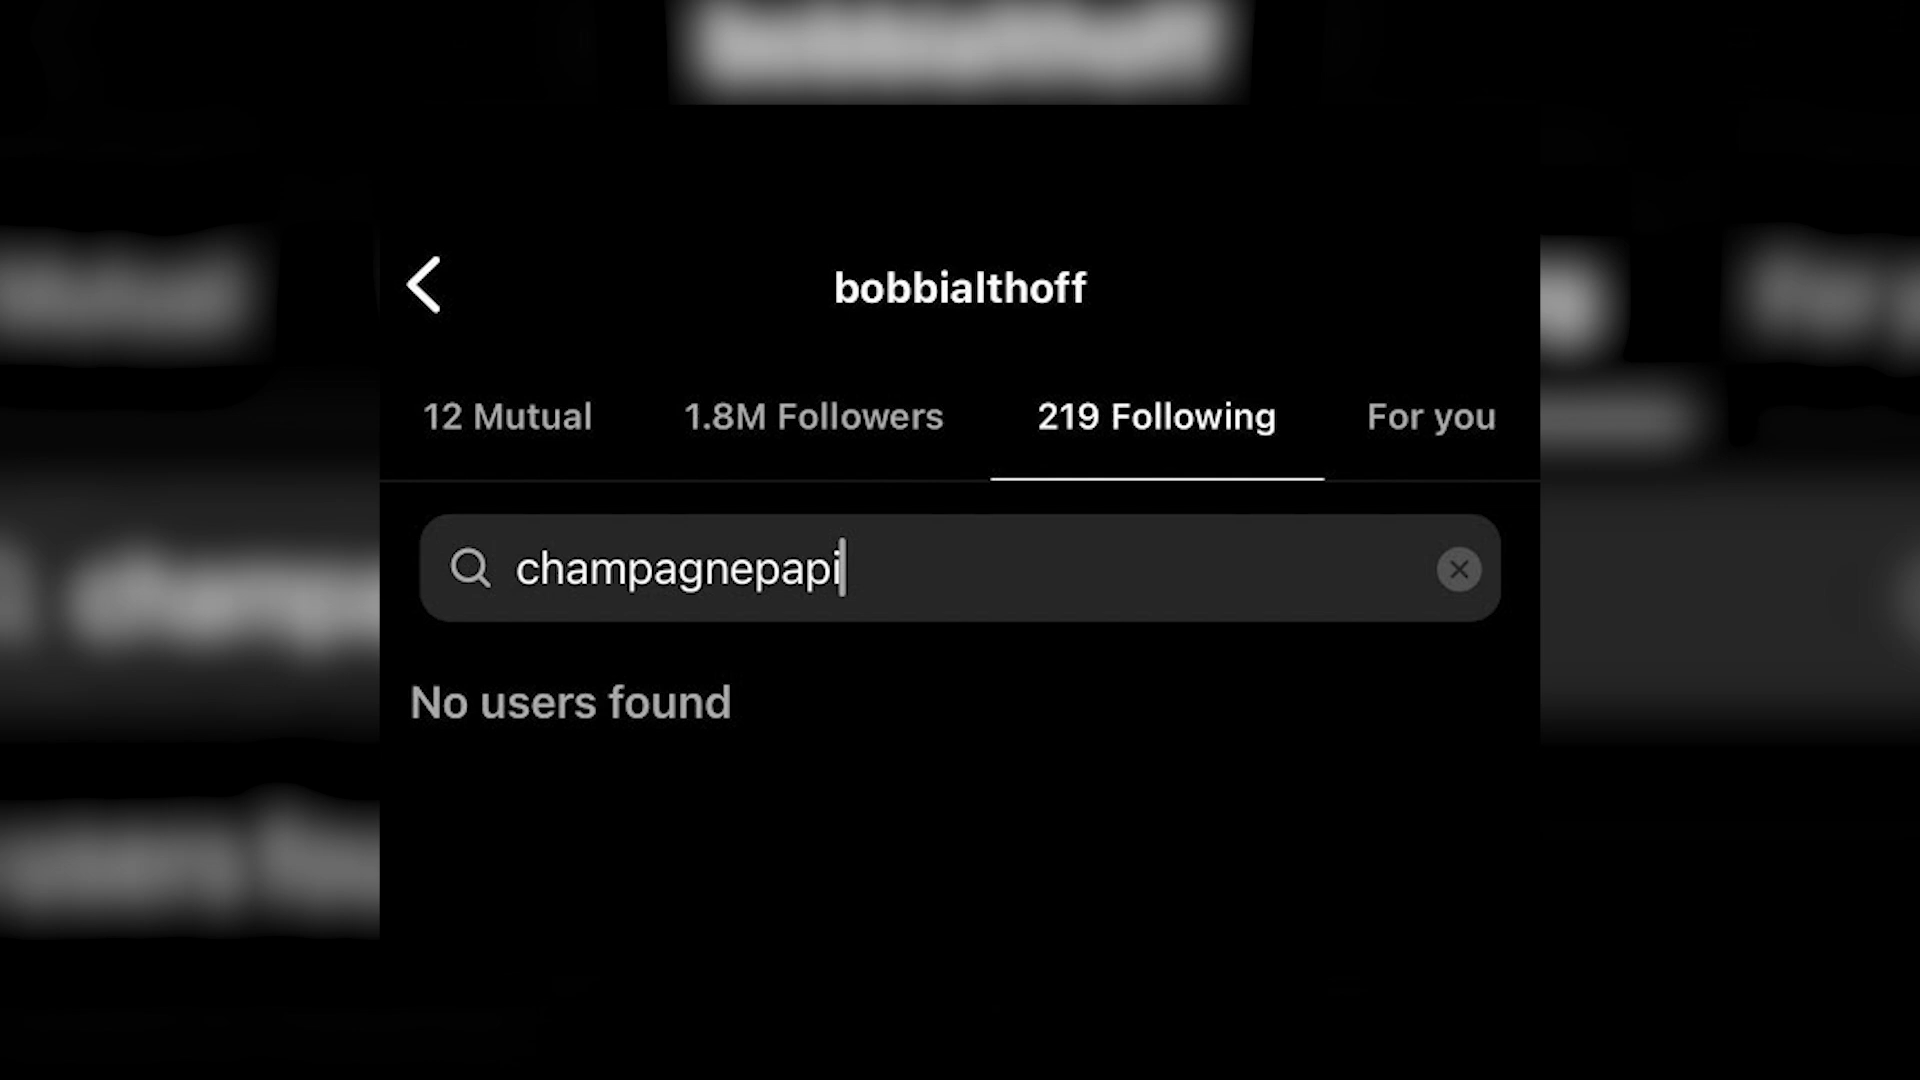 bobbialthoff
12 Mutual 1.8M Followers 219 Following For you
champagnepapi
No users found